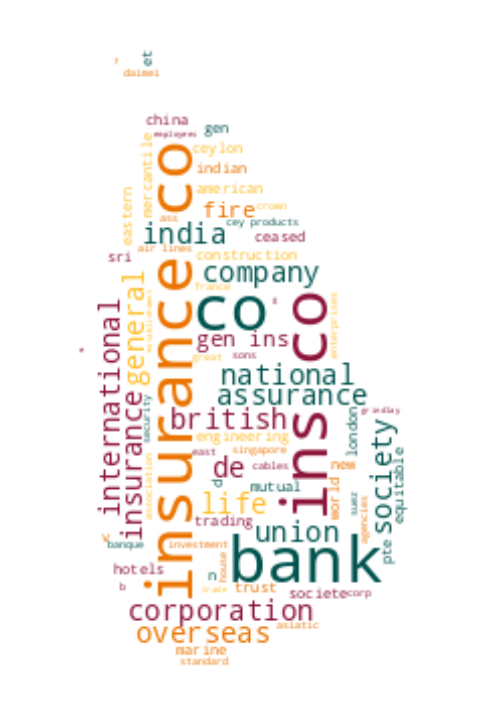 et
daimei
china
gen
employees
insurance co
mercantile
ceylon
indian
american
eastern
fire
crown
ass
cey products
india
ceased
air lines
sri
construction
company
general
france
co
ins co
international
enterprises
gen ins
great
sons
national
assurance
insurance
security
british
grindlay
london
society
equitable
engineering
east
singapore
de
cables
new
association
d
mutual
world
suez
agencies
life
trading
union
banque
investment
bank
pte
hotels
house
n
b
trade
trust
societe
corp
corporation
overseas
asiatic
marine
standard